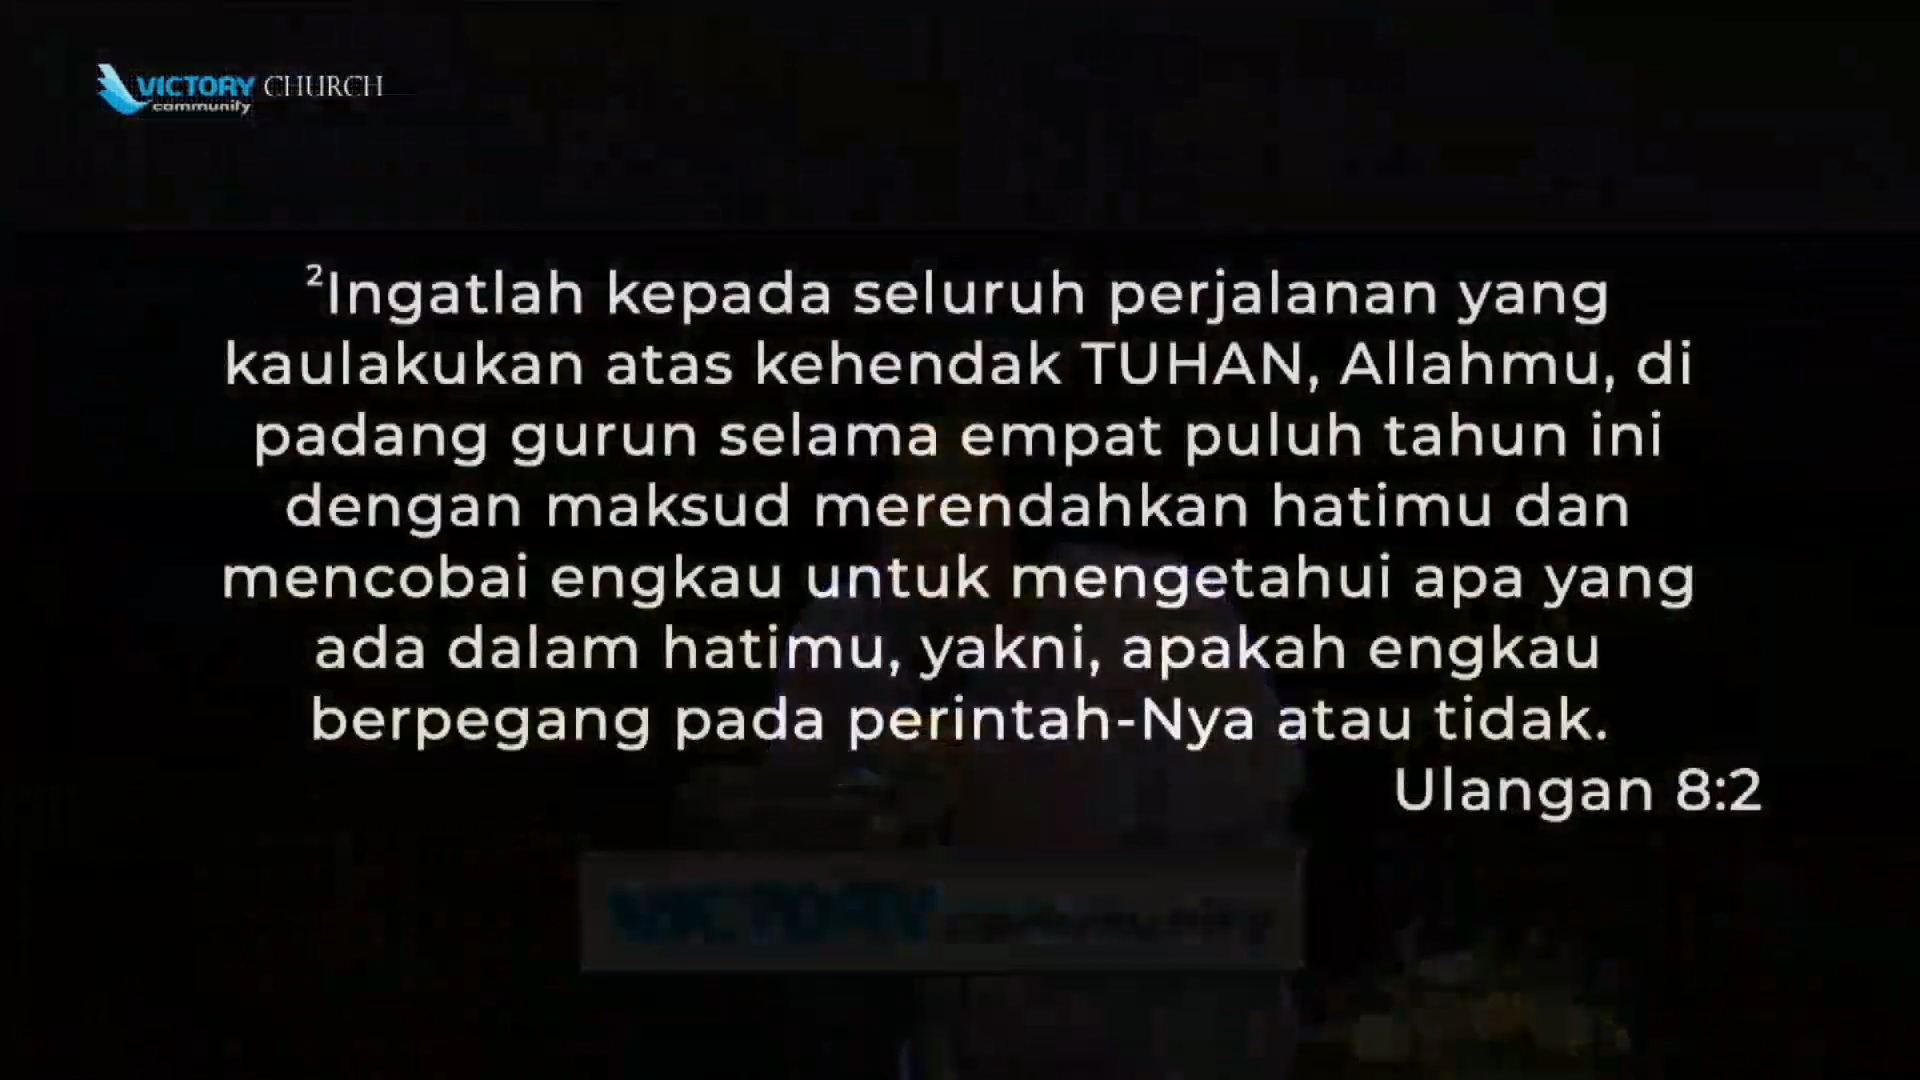 VICTORY CHURCH
community
²Ingatlah kepada seluruh perjalanan yang
kaulakukan atas kehendak TUHAN, Allahmu, di
padang gurun selama empat puluh tahun ini
dengan maksud merendahkan hatimu dan
mencobai engkau untuk mengetahui apa yang
ada dalam hatimu, yakni, apakah engkau
berpegang pada perintah-Nya atau tidak.
Ulangan 8:2
VICTORY community